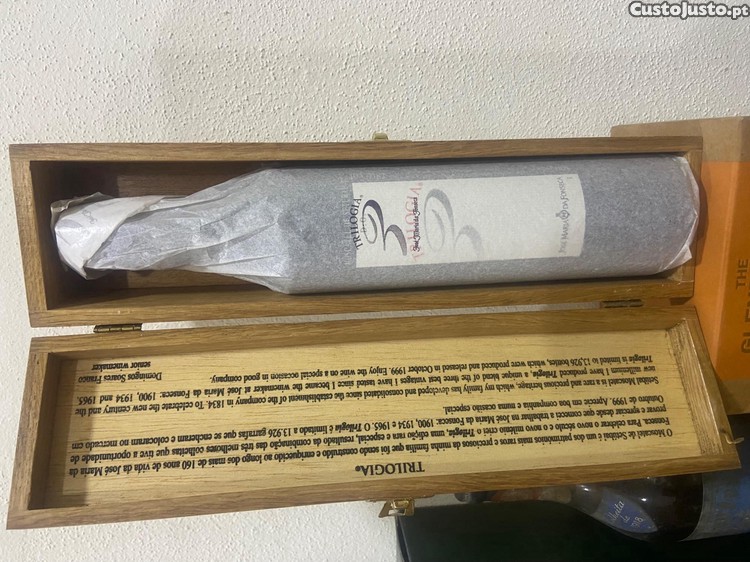 CustoJusto.pt
TRILOGIA®
José Maria da Fonseca
TRILOGIA
JOSÉ MARIA DA FONSECA
THE
TRILOGIA®
O Moscatel de Setúbal é um dos patrimónios mais raros e preciosos da minha família que foi sendo construído e enriquecido ao longo dos mais de 160 anos de vida da José Maria da
Fonseca. Para celebrar o novo século e o novo milénio criei o Trilogia, uma edição rara e especial, resultado da combinação das três melhores colheitas que tive a oportunidade de
provar e apreciar desde que comecei a trabalhar na José Maria da Fonseca: 1900, 1934 e 1965. O Trilogia é limitado a 13.926 garrafas que se encheram e colocaram no mercado em
Outubro de 1999. Aprecie em boa companhia e numa ocasião especial.
Setúbal Moscatel is a rare and precious heritage, which my family has developed and consolidated since the establishment of the company in 1834. To celebrate the new century and the
new millennium I have produced Trilogia, a unique blend of the three best vintages I have tasted since I became the winemaker at José Maria da Fonseca: 1900, 1934 and 1965.
Trilogia is limited to 13.926 bottles, which were produced and released in October 1999. Enjoy the wine on a special occasion in good company.
Domingos Soares Franco
senior winemaker